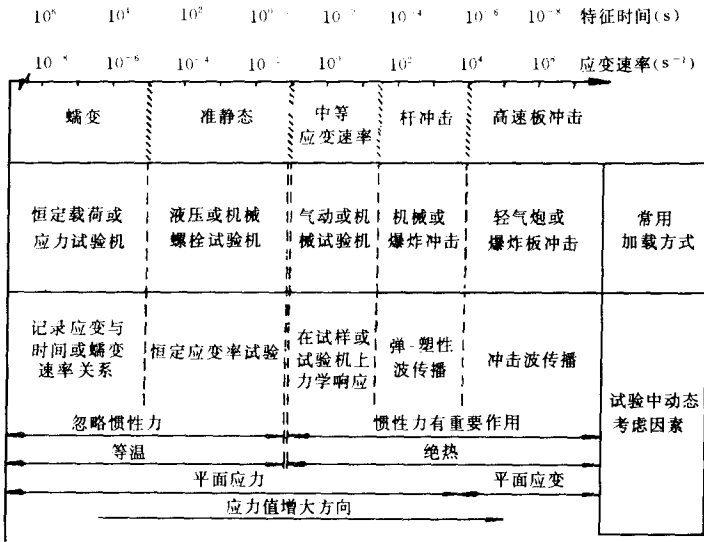 10⁶ 10⁴ 10² 10⁰ 10⁻⁴ 10⁻⁶ 10⁻⁸ 特征时间(s)
10⁻⁸ 10⁻⁶ 10⁻⁴ 10⁻² 10⁰ 10² 10⁴ 10⁶ 应变速率(s⁻¹)
蠕变 准静态 中等 杆冲击 高速板冲击
应变速率
恒定载荷或 液压或机械 气动或机 机械或 轻气炮或 常用
应力试验机 螺栓试验机 械试验机 爆炸冲击 爆炸板冲击 加载方式
记录应变与 在试样或
时间或蠕变 恒定应变率试验 试验机上 弹-塑性 冲击波传播
速率关系 力学响应 波传播
试验中动态
考虑因素
忽略惯性力 惯性力有重要作用
等温 绝热
平面应力 平面应变
应力值增大方向